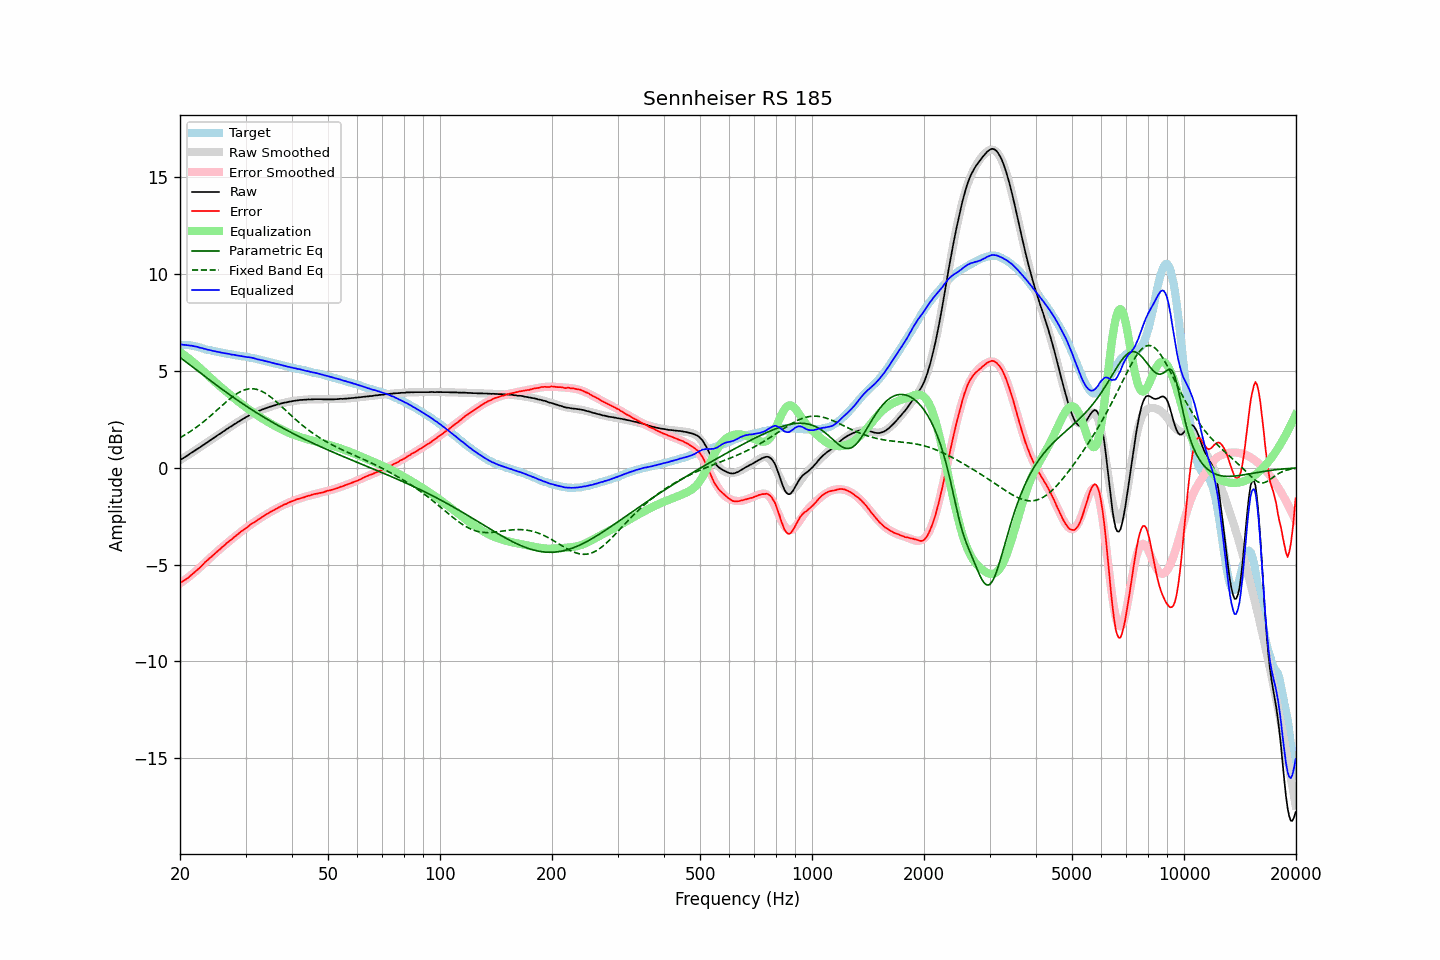 Sennheiser RS 185
Target
Raw Smoothed
Error Smoothed
Raw
Error
Equalization
Parametric Eq
Fixed Band Eq
Equalized
15
10
5
0
−5
−10
−15
Amplitude (dBr)
20 50 100 200 500 1000 2000 5000 10000 20000
Frequency (Hz)